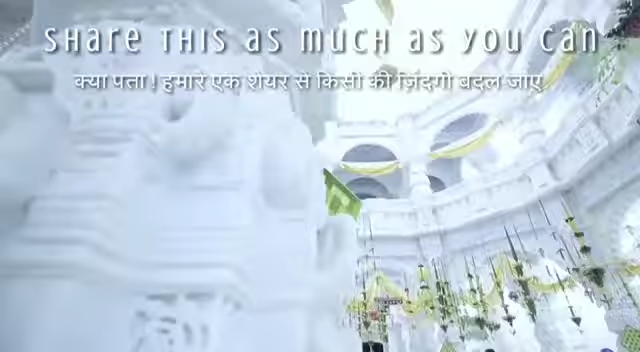 SHare THIS as mucH as you can
क्या पता ! हमारे एक शेयर से किसी की ज़िंदगी बदल जाए